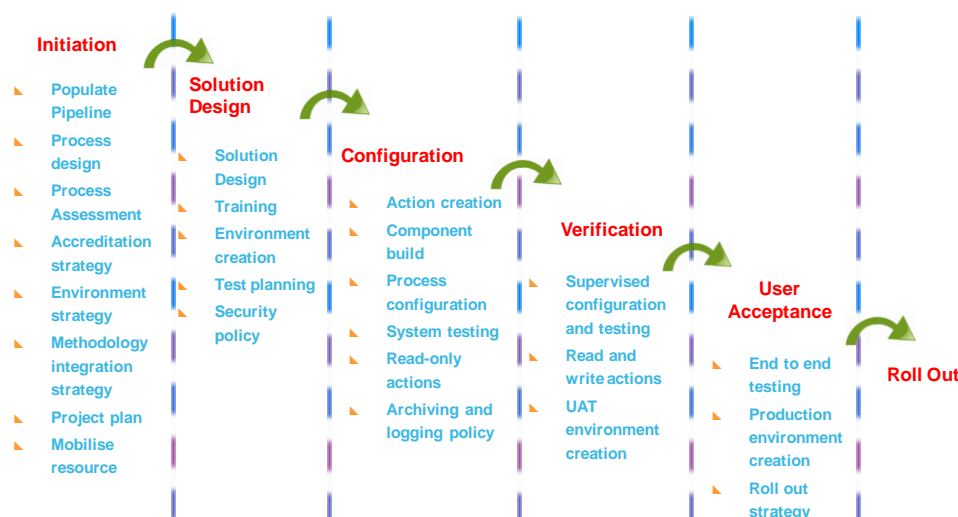 Initiation
Populate
Pipeline
Process
design
Process
Assessment
Accreditation
strategy
Environment
strategy
Methodology
integration
strategy
Project plan
Mobilise
resource
Solution
Design
Solution
Design
Training
Environment
creation
Test planning
Security
policy
Configuration
Action creation
Component
build
Process
configuration
System testing
Read-only
actions
Archiving and
logging policy
Verification
Supervised
configuration
and testing
Read and
write actions
UAT
environment
creation
User
Acceptance
End to end
testing
Production
environment
creation
Roll out
strategy
Roll Out